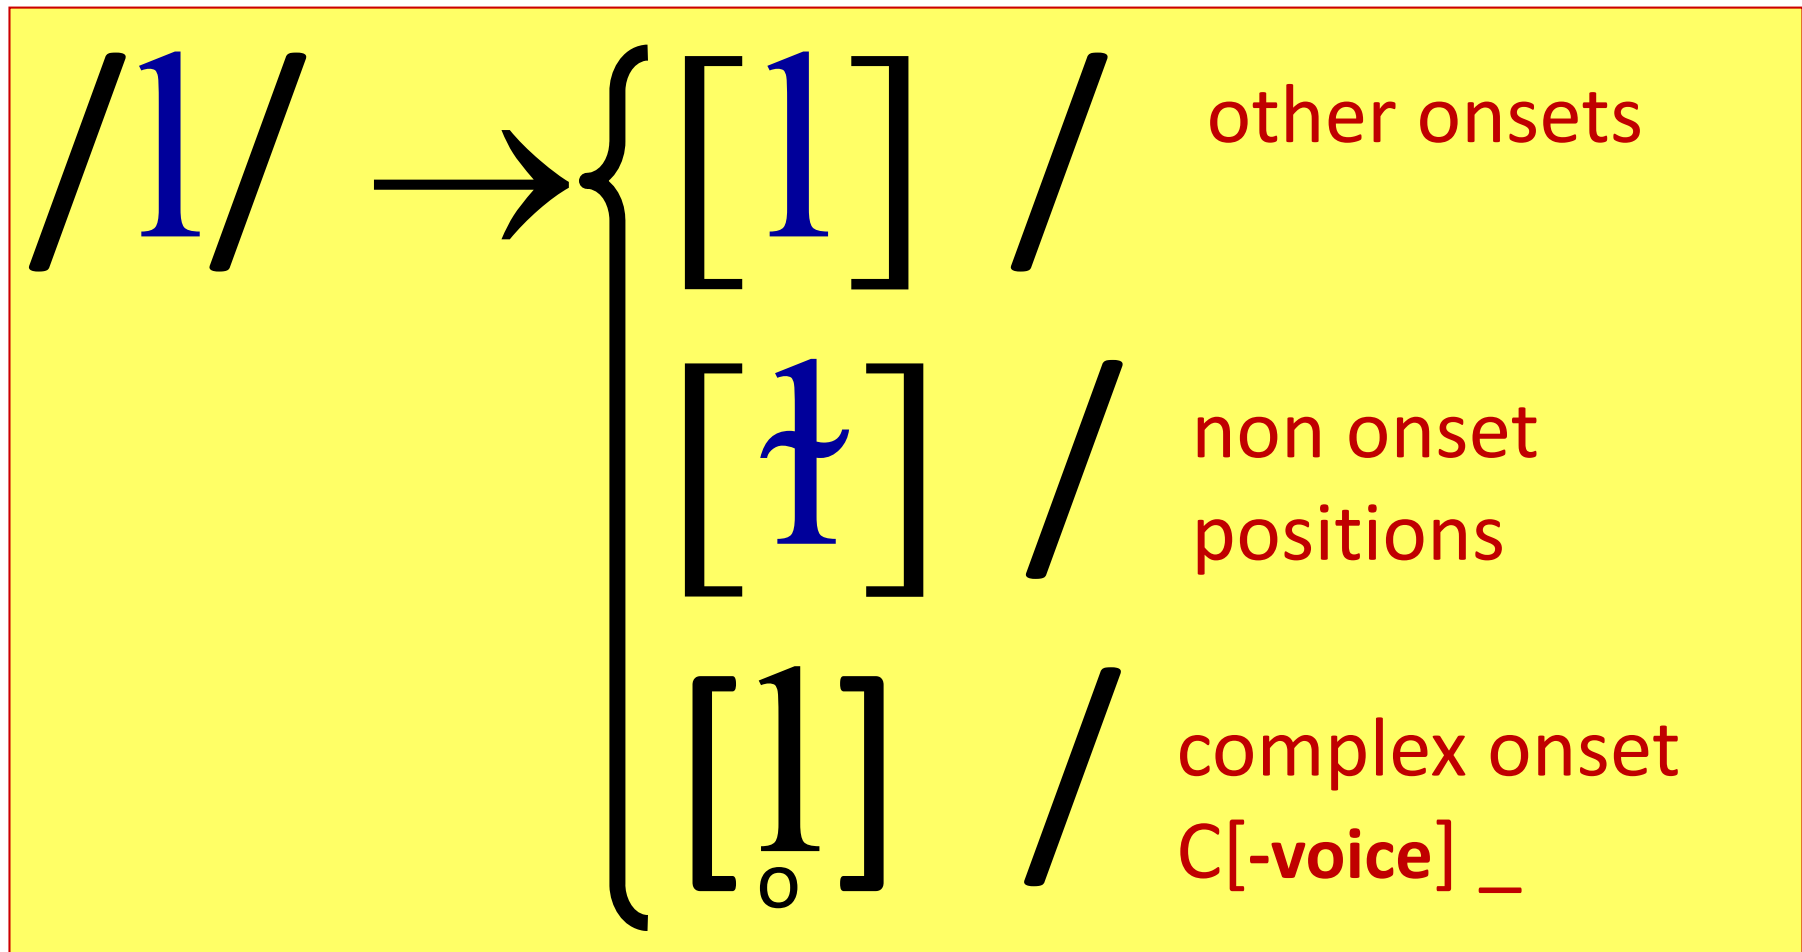 /l/ → { [l] / other onsets
[ɫ] / non onset
positions
[l̥] / complex onset
C[-voice] _